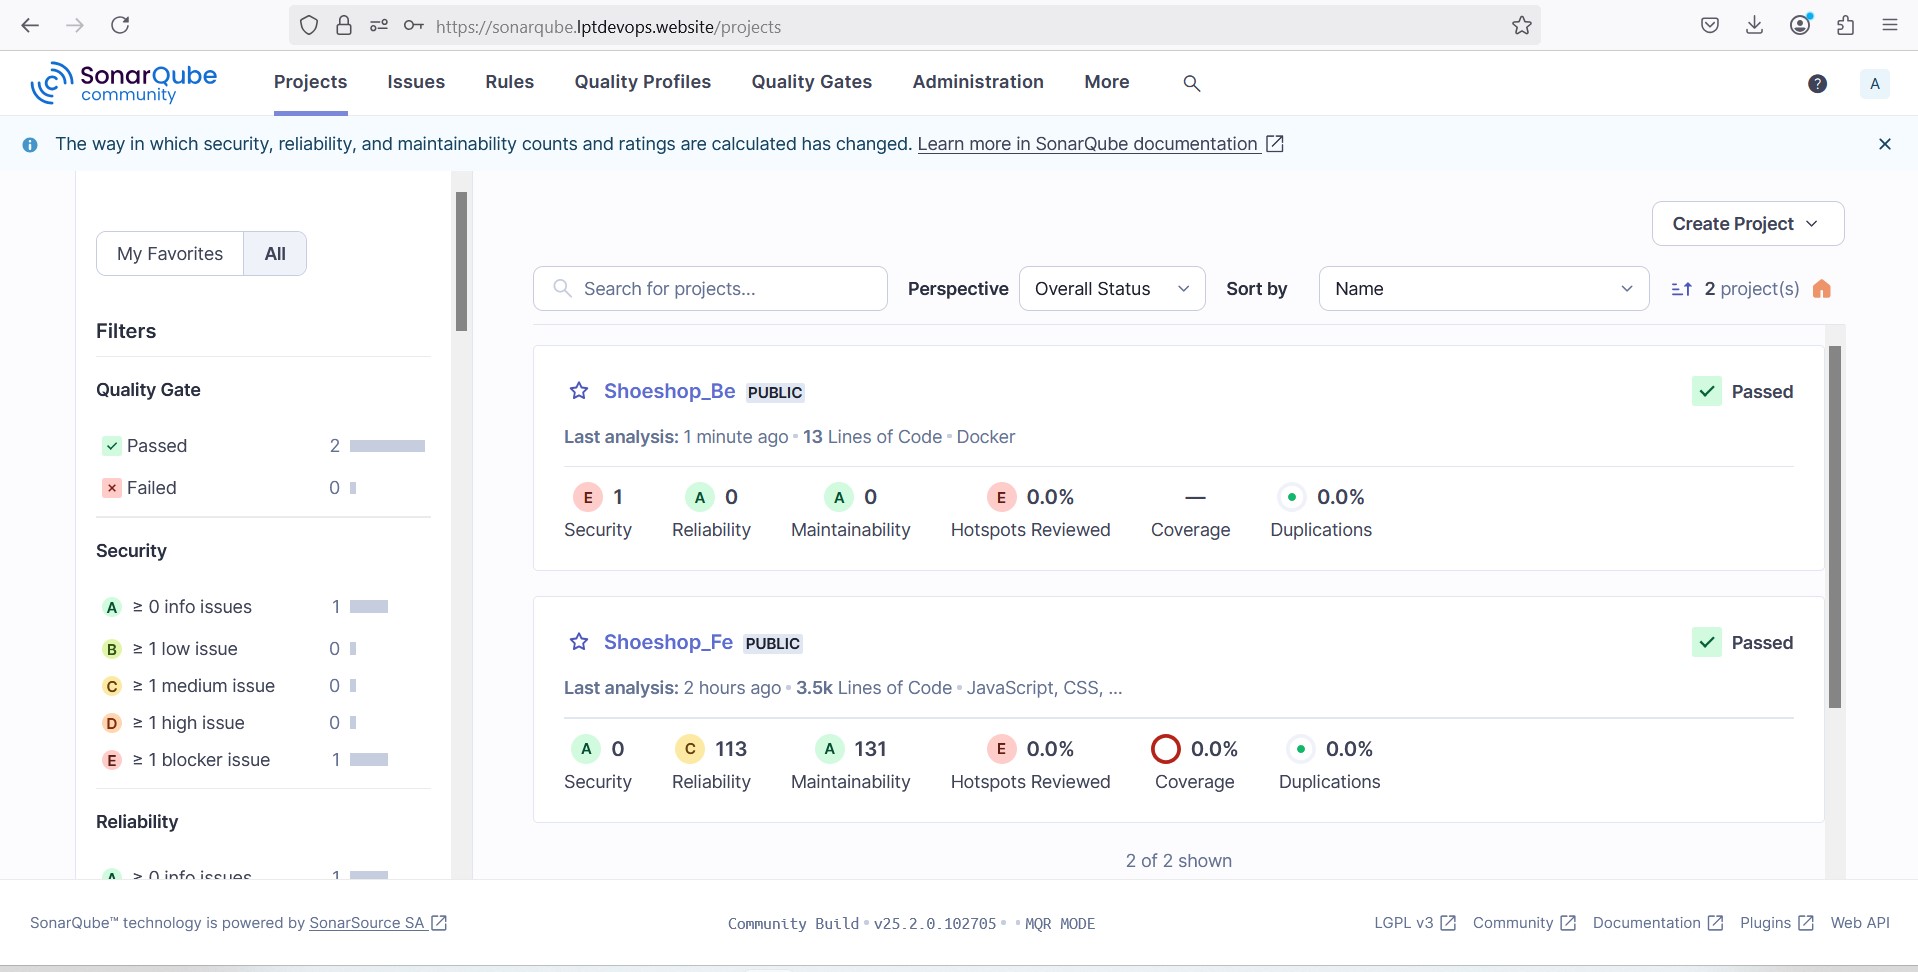 https://sonarqube.lptdevops.website/projects
SonarQube
community
Projects Issues Rules Quality Profiles Quality Gates Administration More ? A
The way in which security, reliability, and maintainability counts and ratings are calculated has changed. Learn more in SonarQube documentation
Create Project
My Favorites All
Search for projects... Perspective Overall Status Sort by Name 2 project(s)
Filters
Quality Gate
Passed 2
Failed 0
Security
A ≥ 0 info issues 1
B ≥ 1 low issue 0
C ≥ 1 medium issue 0
D ≥ 1 high issue 0
E ≥ 1 blocker issue 1
Reliability
A ≥ 0 info issues 1
Shoeshop_Be PUBLIC Passed
Last analysis: 1 minute ago • 13 Lines of Code • Docker
E 1 A 0 A 0 E 0.0% — 0.0%
Security Reliability Maintainability Hotspots Reviewed Coverage Duplications
Shoeshop_Fe PUBLIC Passed
Last analysis: 2 hours ago • 3.5k Lines of Code • JavaScript, CSS, ...
A 0 C 113 A 131 E 0.0% 0.0% 0.0%
Security Reliability Maintainability Hotspots Reviewed Coverage Duplications
2 of 2 shown
SonarQube™ technology is powered by SonarSource SA Community Build • v25.2.0.102705 • • MQR MODE LGPL v3 Community Documentation Plugins Web API